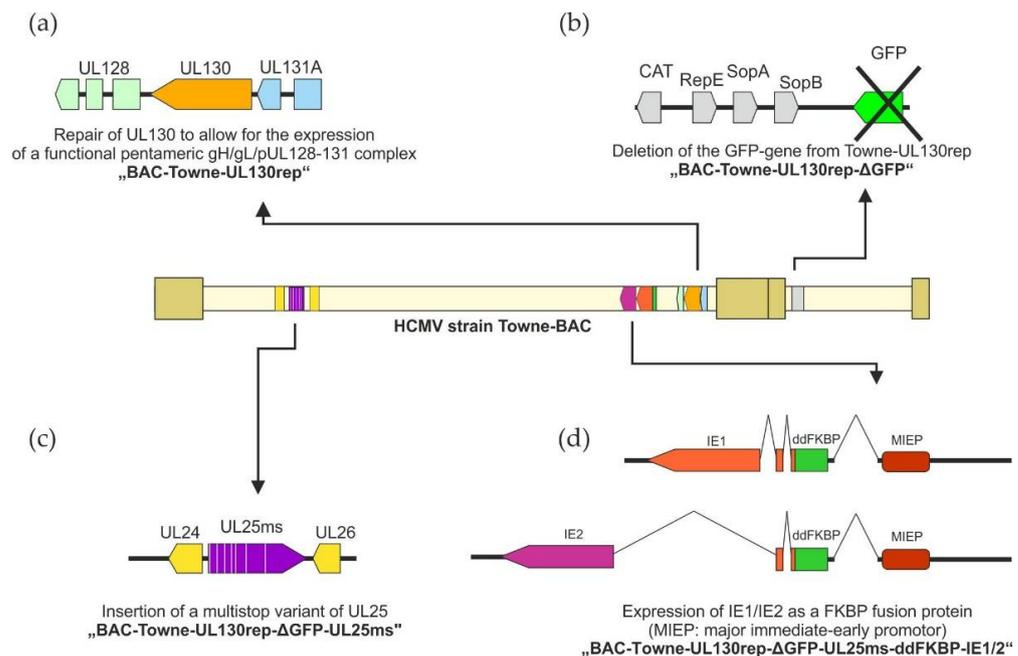 (a)
UL128 UL130 UL131A
Repair of UL130 to allow for the expression
of a functional pentameric gH/gL/pUL128-131 complex
„BAC-Towne-UL130rep“
(b)
GFP
CAT RepE SopA SopB
Deletion of the GFP-gene from Towne-UL130rep
„BAC-Towne-UL130rep-ΔGFP“
HCMV strain Towne-BAC
(c)
UL24 UL25ms UL26
Insertion of a multistop variant of UL25
„BAC-Towne-UL130rep-ΔGFP-UL25ms"
(d)
IE1 ddFKBP MIEP
IE2 ddFKBP MIEP
Expression of IE1/IE2 as a FKBP fusion protein
(MIEP: major immediate-early promotor)
„BAC-Towne-UL130rep-ΔGFP-UL25ms-ddFKBP-IE1/2“